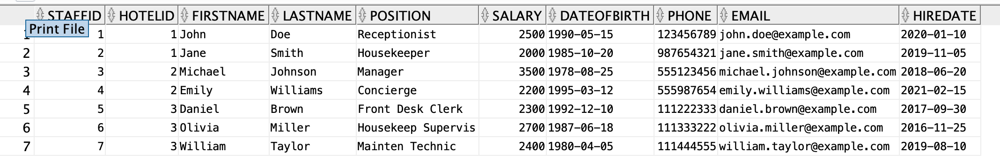 STAFFID HOTELID FIRSTNAME LASTNAME POSITION SALARY DATEOFBIRTH PHONE EMAIL HIREDATE
Print File
1 1 1 John Doe Receptionist 2500 1990-05-15 123456789 john.doe@example.com 2020-01-10
2 2 1 Jane Smith Housekeeper 2000 1985-10-20 987654321 jane.smith@example.com 2019-11-05
3 3 2 Michael Johnson Manager 3500 1978-08-25 555123456 michael.johnson@example.com 2018-06-20
4 4 2 Emily Williams Concierge 2200 1995-03-12 555987654 emily.williams@example.com 2021-02-15
5 5 3 Daniel Brown Front Desk Clerk 2300 1992-12-10 111222333 daniel.brown@example.com 2017-09-30
6 6 3 Olivia Miller Housekeep Supervis 2700 1987-06-18 111333222 olivia.miller@example.com 2016-11-25
7 7 3 William Taylor Mainten Technic 2400 1980-04-05 111444555 william.taylor@example.com 2019-08-10